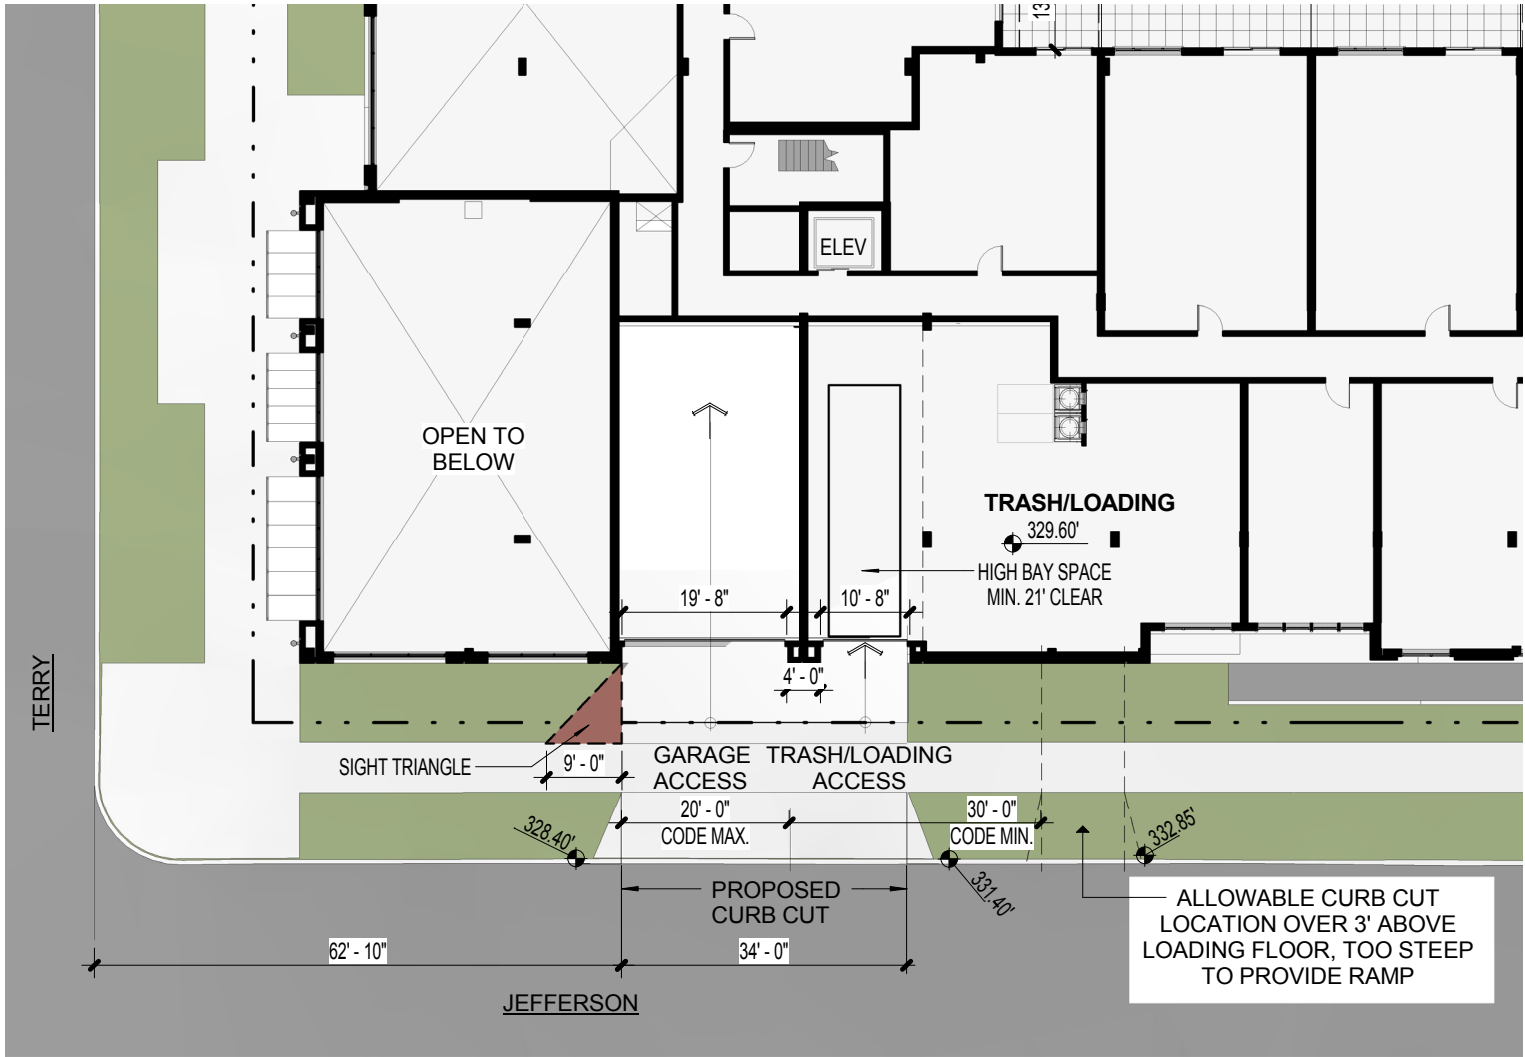 13
ELEV
OPEN TO
BELOW
TRASH/LOADING
329.60'
HIGH BAY SPACE
MIN. 21' CLEAR
19' - 8"
10' - 8"
4' - 0"
TERRY
SIGHT TRIANGLE
9' - 0"
GARAGE
ACCESS
TRASH/LOADING
ACCESS
20' - 0"
CODE MAX.
30' - 0"
CODE MIN.
328.40'
331.40'
332.85'
PROPOSED
CURB CUT
ALLOWABLE CURB CUT
LOCATION OVER 3' ABOVE
LOADING FLOOR, TOO STEEP
TO PROVIDE RAMP
62' - 10"
34' - 0"
JEFFERSON